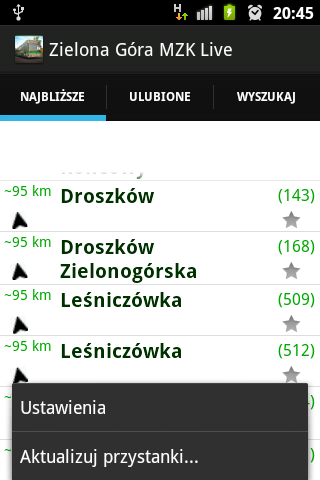 H
20:45
Zielona Góra MZK Live
NAJBLIŻSZE
ULUBIONE
WYSZUKAJ
~95 km
Droszków
(143)
~95 km
Droszków
Zielonogórska
(168)
~95 km
Leśniczówka
(509)
~95 km
Leśniczówka
(512)
Ustawienia
Aktualizuj przystanki...